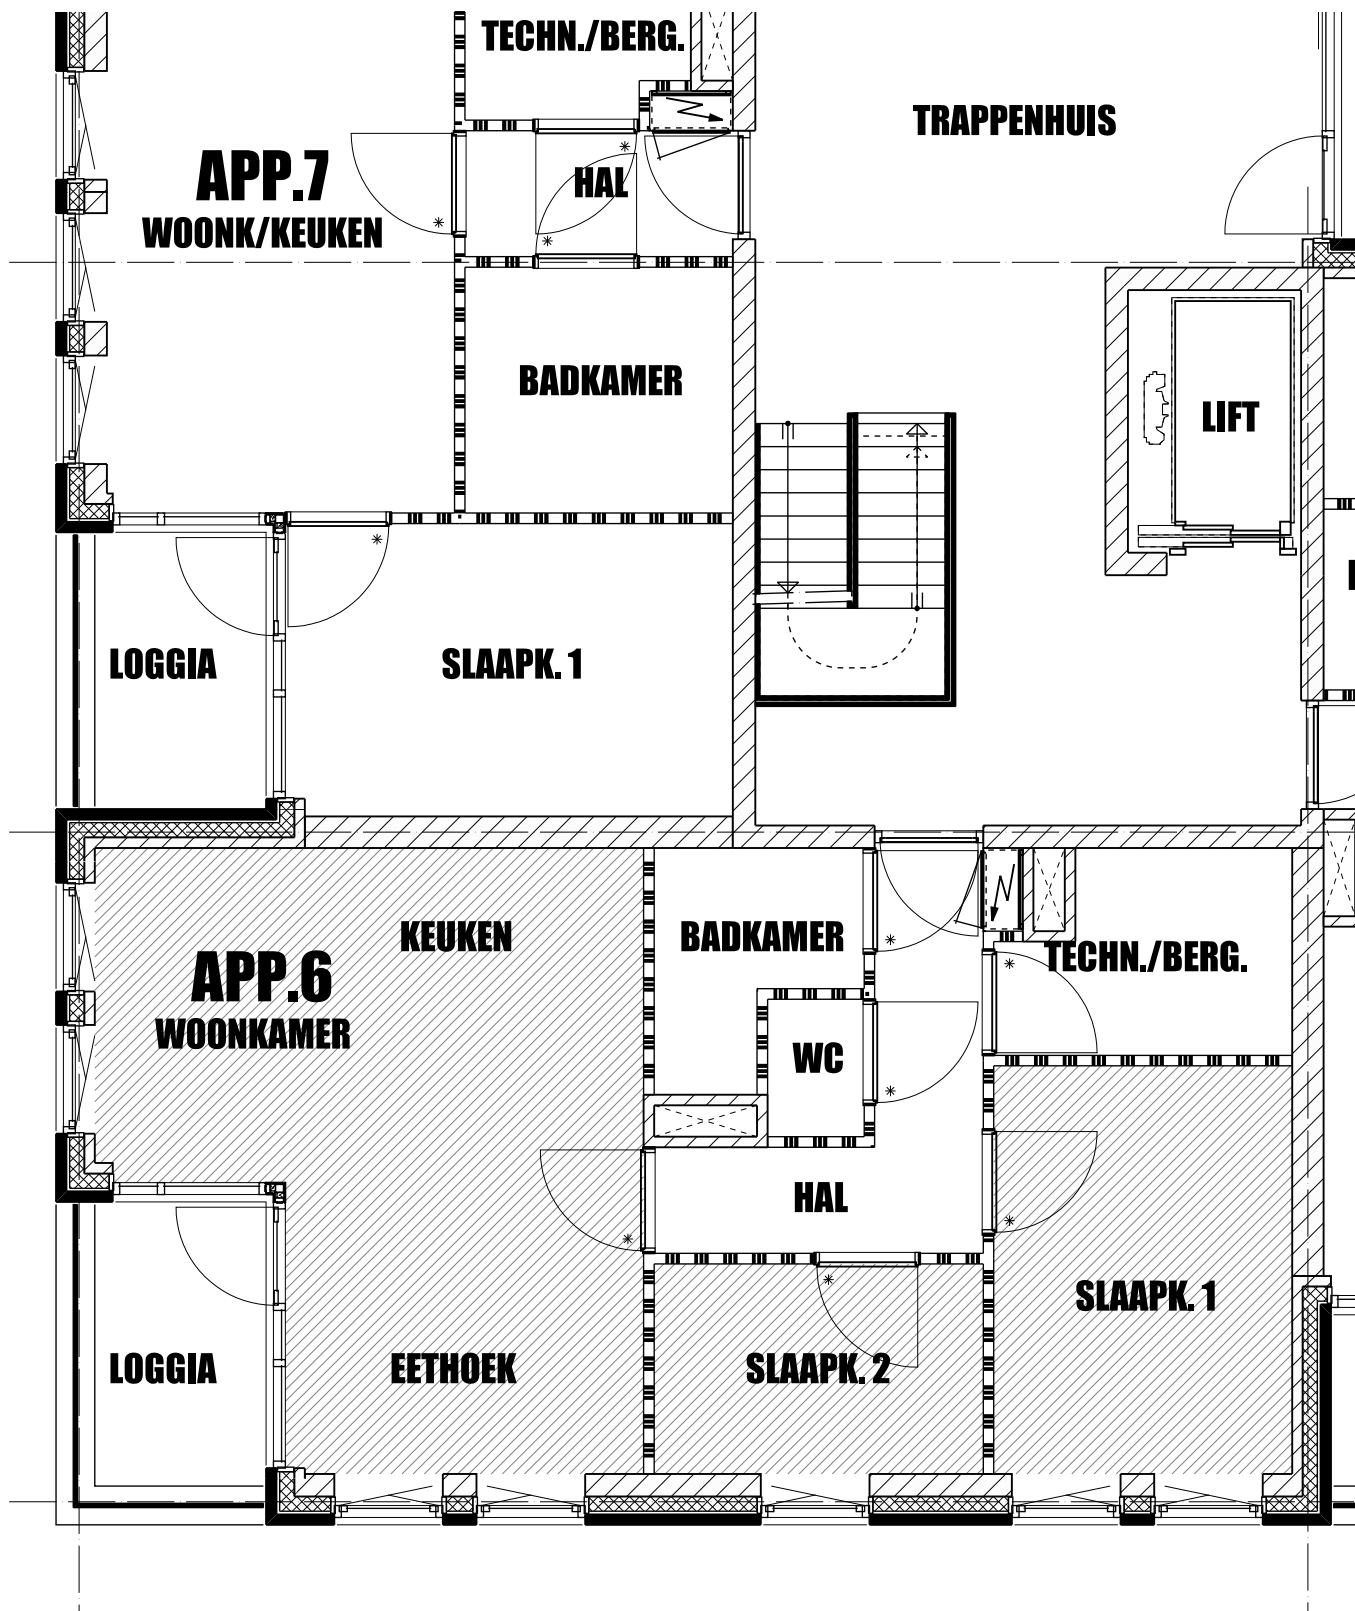 TECHN./BERG.
TRAPPENHUIS
APP.7
WOONK/KEUKEN
HAL
BADKAMER
LIFT
LOGGIA
SLAAPK. 1
KEUKEN
BADKAMER
APP.6
WOONKAMER
TECHN./BERG.
WC
HAL
SLAAPK. 1
LOGGIA
EETHOEK
SLAAPK. 2